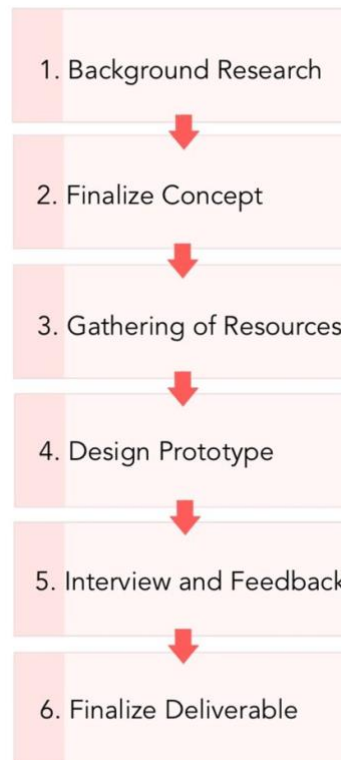 1. Background Research
2. Finalize Concept
3. Gathering of Resources
4. Design Prototype
5. Interview and Feedback
6. Finalize Deliverable